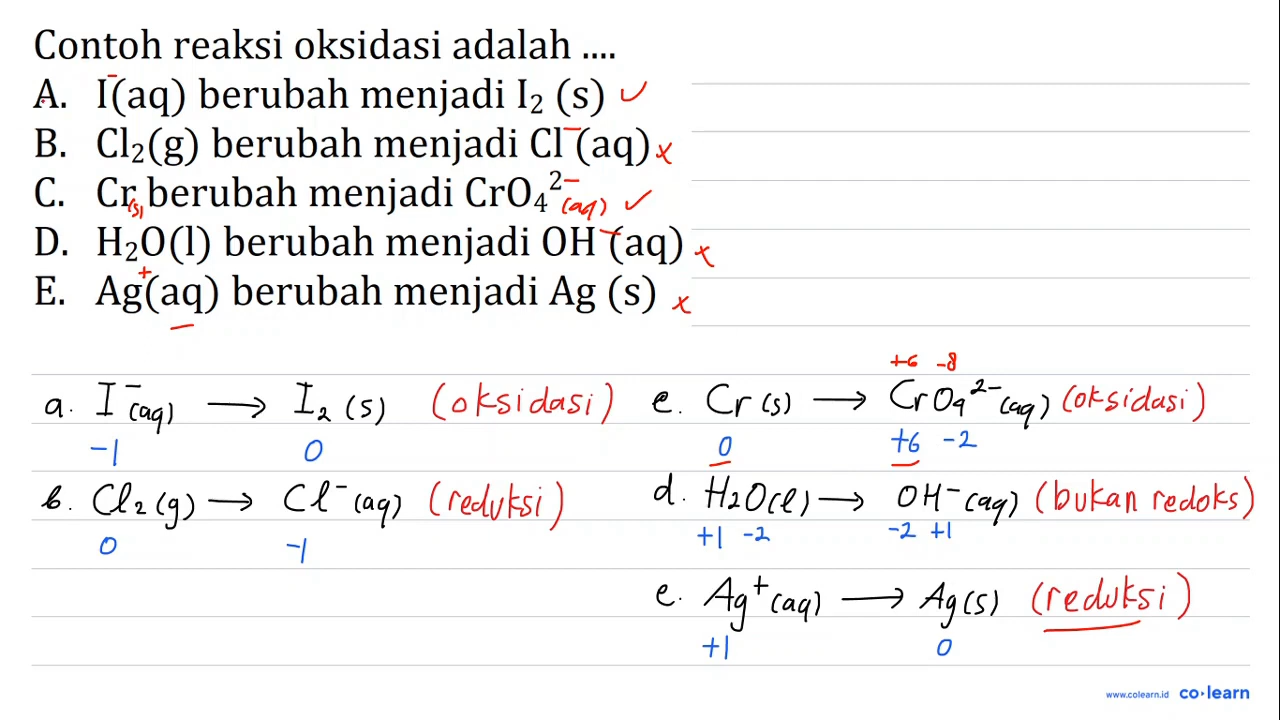 Contoh reaksi oksidasi adalah ....
A. I⁻(aq) berubah menjadi I₂ (s) ✓
B. Cl₂(g) berubah menjadi Cl⁻(aq) x
C. Cr(s) berubah menjadi CrO₄²⁻(aq) ✓
D. H₂O(l) berubah menjadi OH⁻(aq) x
E. Ag⁺(aq) berubah menjadi Ag (s) x
a. I⁻(aq) → I₂ (s) (oksidasi)
-1 0
b. Cl₂(g) → Cl⁻(aq) (reduksi)
0 -1
+6 -8
c. Cr(s) → CrO₄²⁻(aq) (oksidasi)
0 +6 -2
d. H₂O(l) → OH⁻(aq) (bukan redoks)
+1 -2 -2 +1
e. Ag⁺(aq) → Ag(s) (reduksi)
+1 0
www.colearn.id co·learn